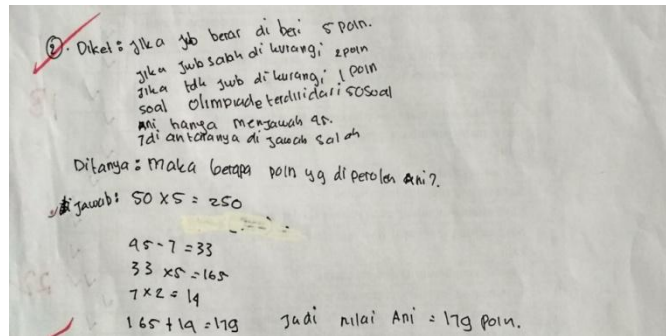 2. Diket : Jika jwb benar di beri 5 poin.
Jika jwb salah di kurangi 2 poin
Jika tdk jwb di kurangi 1 poin
soal olimpiade terdiri dari 50 soal
Ani hanya menjawab 45.
7 di antaranya di jawab salah
Ditanya : maka berapa poin yg di peroleh Ani ?.
Jawab : 50 x 5 = 250
45 - 7 = 33
33 x 5 = 165
7 x 2 = 14
165 + 14 = 179 Jadi nilai Ani = 179 poin.